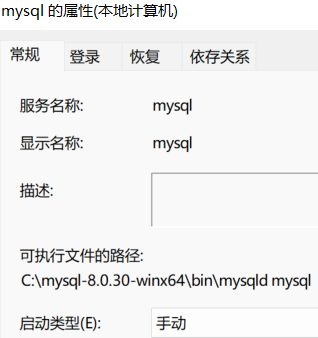 mysql 的属性(本地计算机)
常规 登录 恢复 依存关系
服务名称: mysql
显示名称: mysql
描述:
可执行文件的路径:
C:\mysql-8.0.30-winx64\bin\mysqld mysql
启动类型(E): 手动